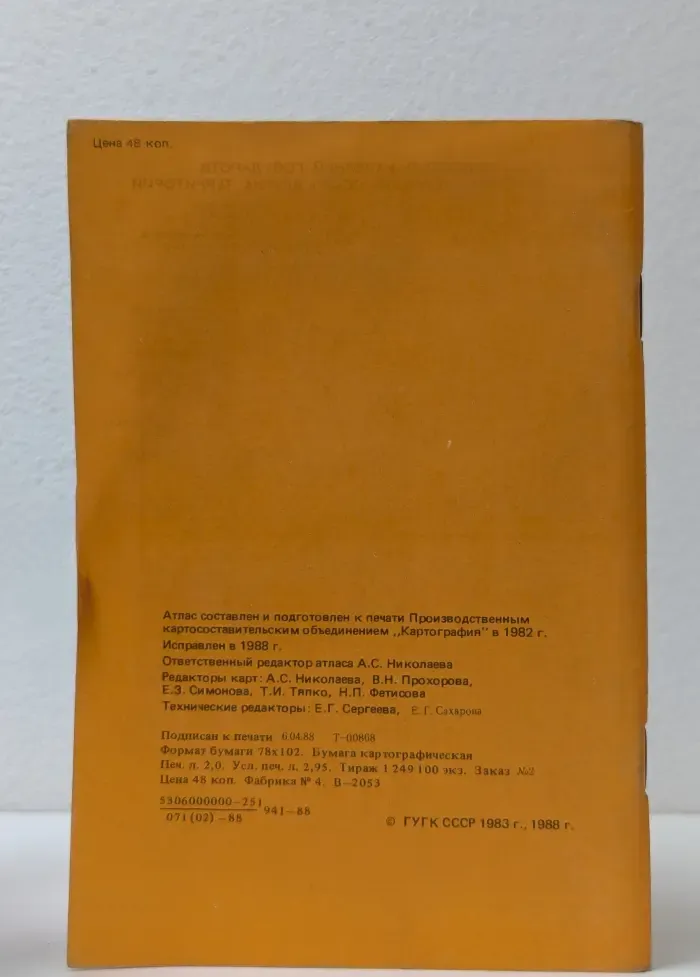 Цена 48 коп.
Атлас составлен и подготовлен к печати Производственным
картосоставительским объединением „Картография" в 1982 г.
Исправлен в 1988 г.
Ответственный редактор атласа А.С. Николаева
Редакторы карт: А.С. Николаева, В.Н. Прохорова,
Е.З. Симонова, Т.И. Тяпко, Н.П. Фетисова
Технические редакторы: Е.Г. Сергеева, Е.Г. Сахарова
Подписан к печати 6.04.88 Т-00868
Формат бумаги 78х102. Бумага картографическая
Печ. л. 2,0. Усл. печ. л. 2,95. Тираж 1 249 100 экз. Заказ №2
Цена 48 коп. Фабрика № 4. В-2053
5306000000-251
071(02)-88
941-88
© ГУГК СССР 1983 г., 1988 г.